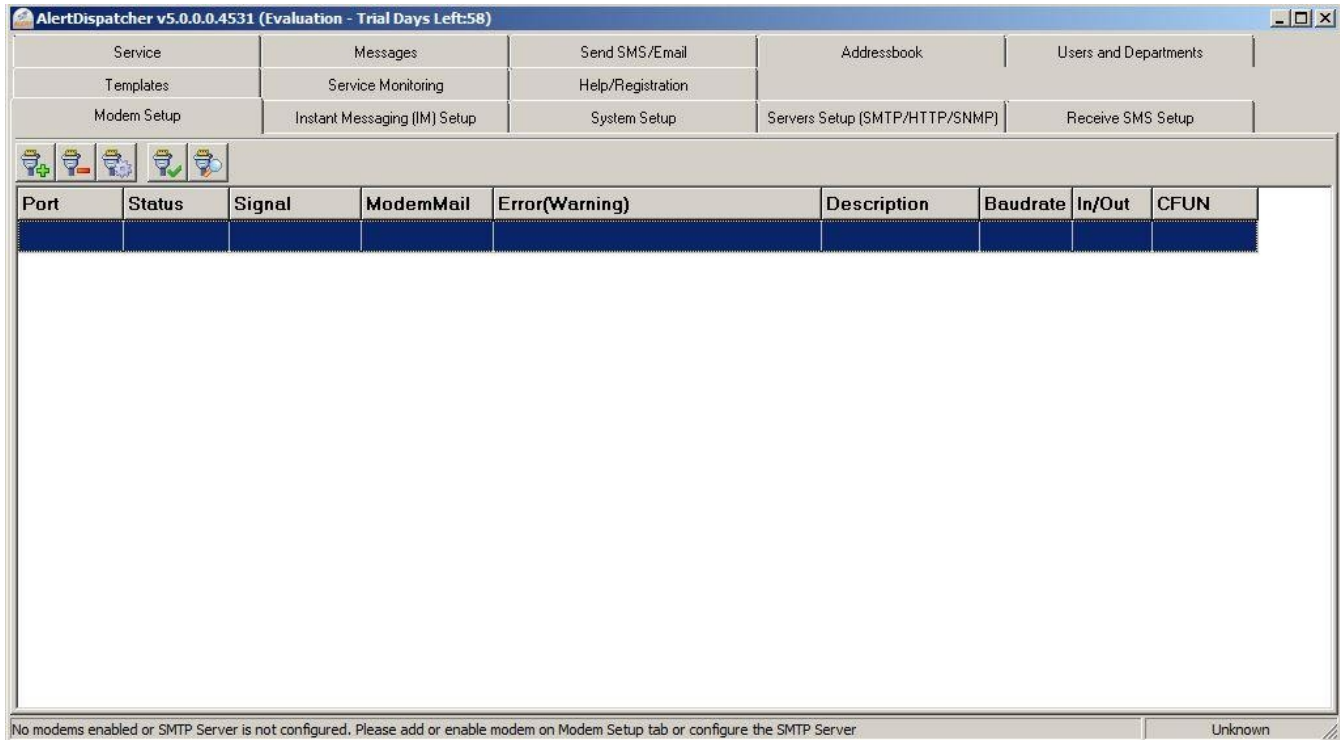 AlertDispatcher v5.0.0.0.4531 (Evaluation - Trial Days Left:58)
Service Messages Send SMS/Email Addressbook Users and Departments
Templates Service Monitoring Help/Registration
Modem Setup Instant Messaging (IM) Setup System Setup Servers Setup (SMTP/HTTP/SNMP) Receive SMS Setup
Port Status Signal ModemMail Error(Warning) Description Baudrate In/Out CFUN
No modems enabled or SMTP Server is not configured. Please add or enable modem on Modem Setup tab or configure the SMTP Server Unknown